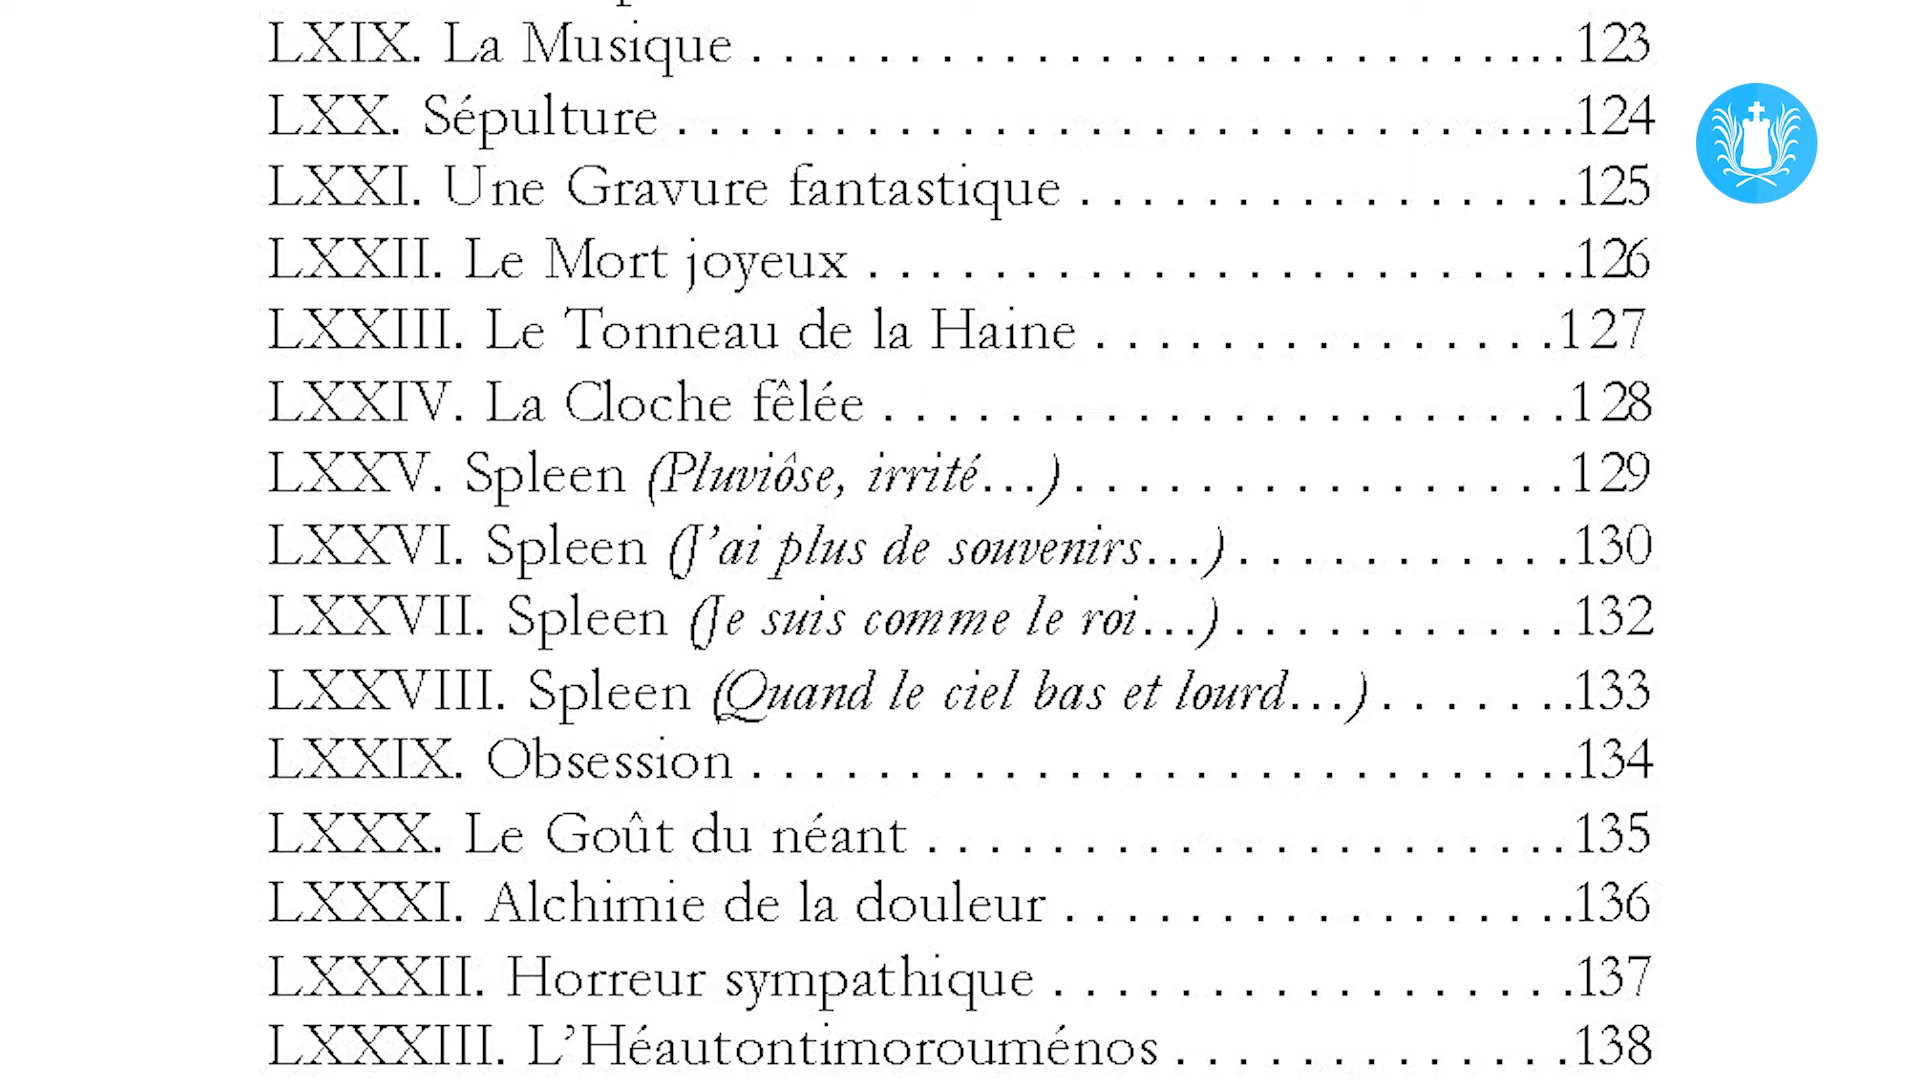 LXIX. La Musique . . . . . . . . . . . . . . . . . . . . . . . . . . 123
LXX. Sépulture . . . . . . . . . . . . . . . . . . . . . . . . . . . . 124
LXXI. Une Gravure fantastique . . . . . . . . . . . . . . . . 125
LXXII. Le Mort joyeux . . . . . . . . . . . . . . . . . . . . . . . 126
LXXIII. Le Tonneau de la Haine . . . . . . . . . . . . . . . 127
LXXIV. La Cloche fêlée . . . . . . . . . . . . . . . . . . . . . . 128
LXXV. Spleen (Pluviôse, irrité...) . . . . . . . . . . . . . . . . 129
LXXVI. Spleen (J’ai plus de souvenirs...) . . . . . . . . . . . 130
LXXVII. Spleen (Je suis comme le roi...) . . . . . . . . . . . 132
LXXVIII. Spleen (Quand le ciel bas et lourd...) . . . . . . . 133
LXXIX. Obsession . . . . . . . . . . . . . . . . . . . . . . . . . . 134
LXXX. Le Goût du néant . . . . . . . . . . . . . . . . . . . . . 135
LXXXI. Alchimie de la douleur . . . . . . . . . . . . . . . . . 136
LXXXII. Horreur sympathique . . . . . . . . . . . . . . . . . 137
LXXXIII. L’Héautontimorouménos . . . . . . . . . . . . . 138